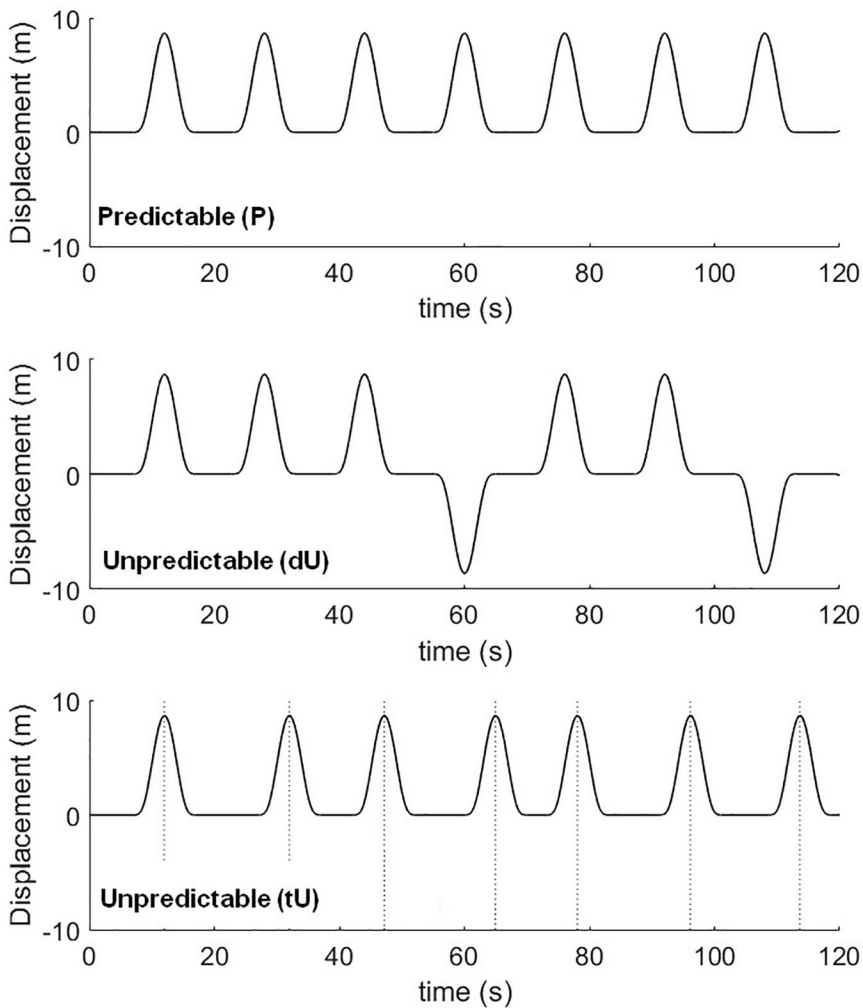 10
Displacement (m)
0
Predictable (P)
-10
0 20 40 60 80 100 120
time (s)
10
Displacement (m)
0
Unpredictable (dU)
-10
0 20 40 60 80 100 120
time (s)
10
Displacement (m)
0
Unpredictable (tU)
-10
0 20 40 60 80 100 120
time (s)